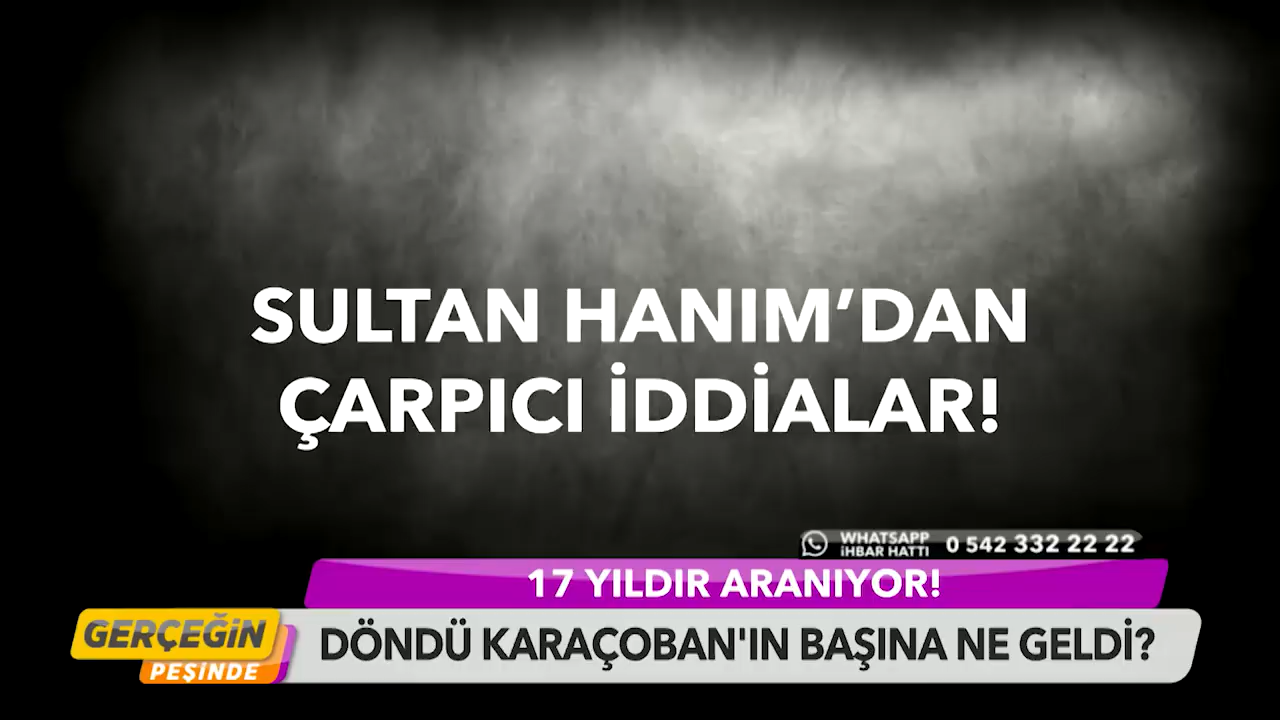 SULTAN HANIM’DAN
ÇARPICI İDDİALAR!
WHATSAPP
İHBAR HATTI
0 542 332 22 22
17 YILDIR ARANIYOR!
GERÇEĞİN
PEŞİNDE
DÖNDÜ KARAÇOBAN'IN BAŞINA NE GELDİ?